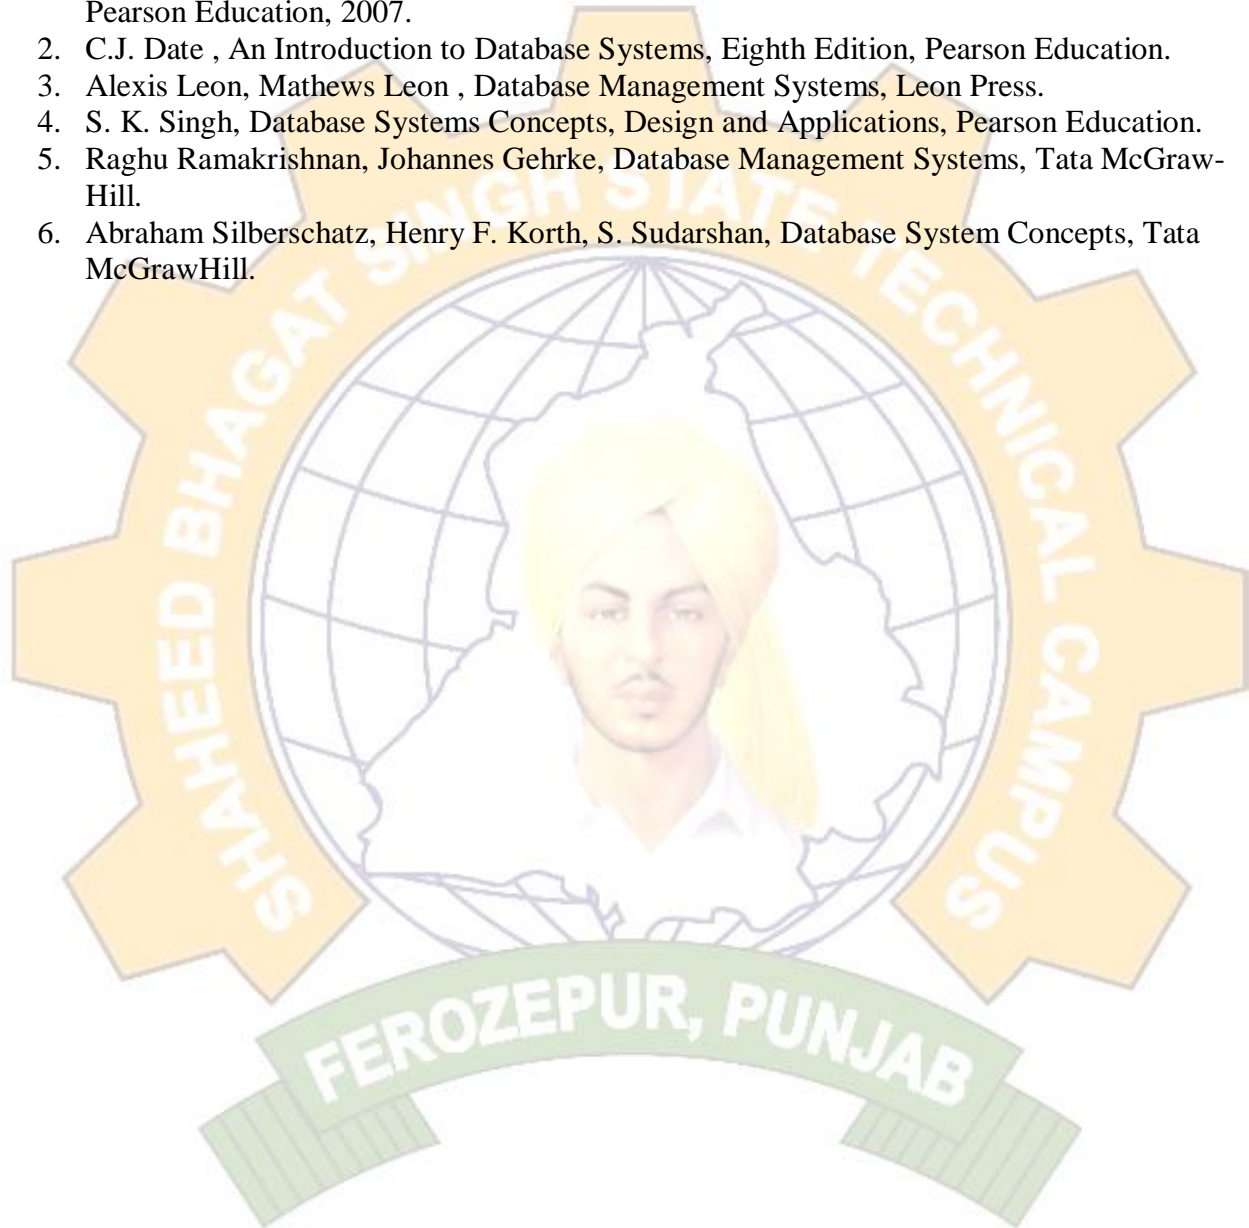 Pearson Education, 2007.
2. C.J. Date , An Introduction to Database Systems, Eighth Edition, Pearson Education.
3. Alexis Leon, Mathews Leon , Database Management Systems, Leon Press.
4. S. K. Singh, Database Systems Concepts, Design and Applications, Pearson Education.
5. Raghu Ramakrishnan, Johannes Gehrke, Database Management Systems, Tata McGraw-
Hill.
6. Abraham Silberschatz, Henry F. Korth, S. Sudarshan, Database System Concepts, Tata
McGrawHill.
SHAHEED BHAGAT SINGH STATE TECHNICAL CAMPUS
FEROZEPUR, PUNJAB